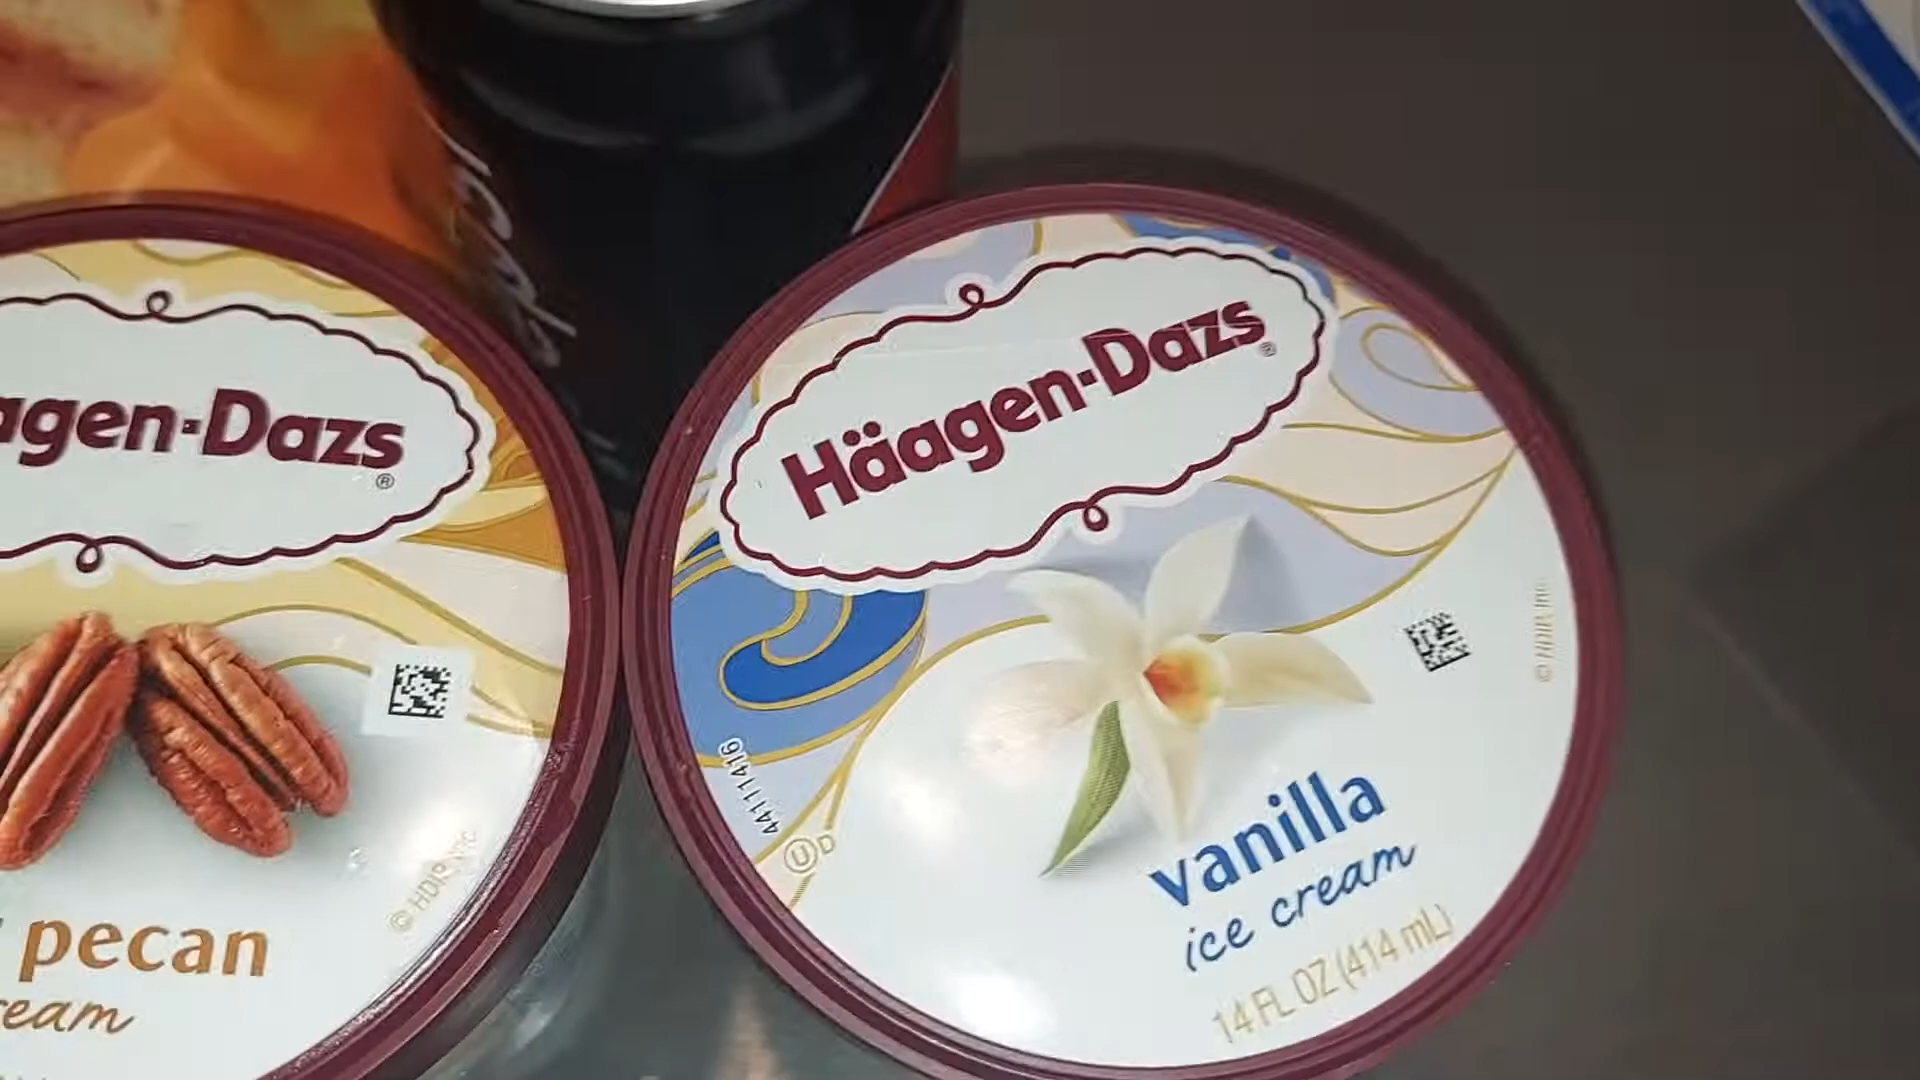 agen-Dazs
®
pecan
eam
© HDIP, Inc.
Häagen-Dazs
®
© HDIP, Inc.
44111416
U D
vanilla
ice cream
14 FL OZ (414 mL)